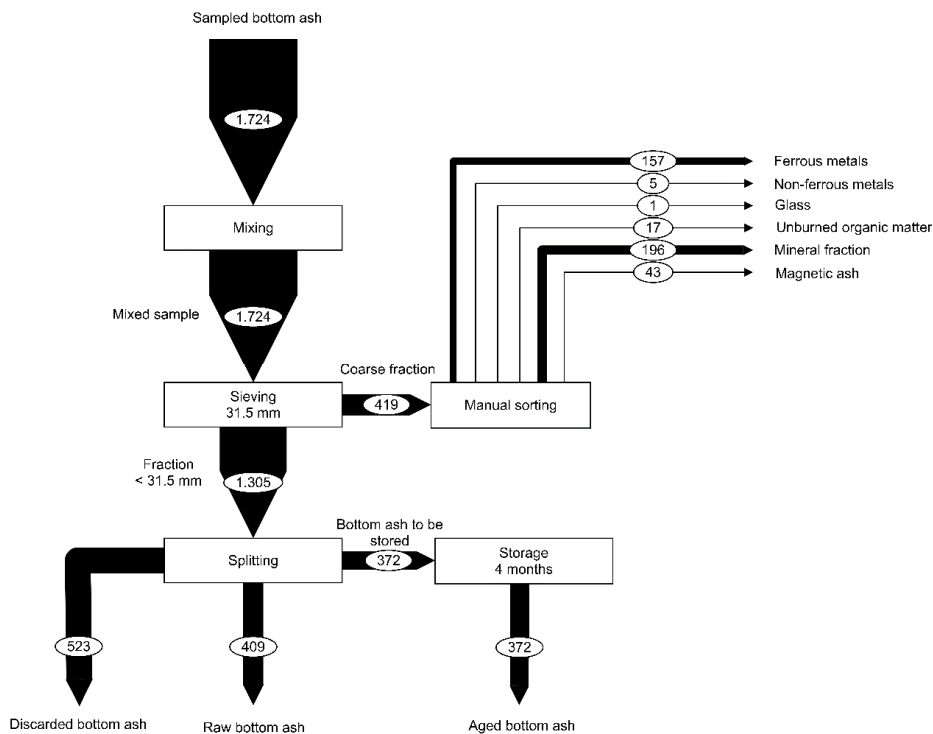 Sampled bottom ash
1.724
157
Ferrous metals
5
Non-ferrous metals
1
Glass
17
Unburned organic matter
196
Mineral fraction
43
Magnetic ash
Mixing
Mixed sample
1.724
Coarse fraction
Sieving
31.5 mm
419
Manual sorting
Fraction
< 31.5 mm
1.305
Bottom ash to be
stored
Splitting
372
Storage
4 months
523
409
372
Discarded bottom ash
Raw bottom ash
Aged bottom ash